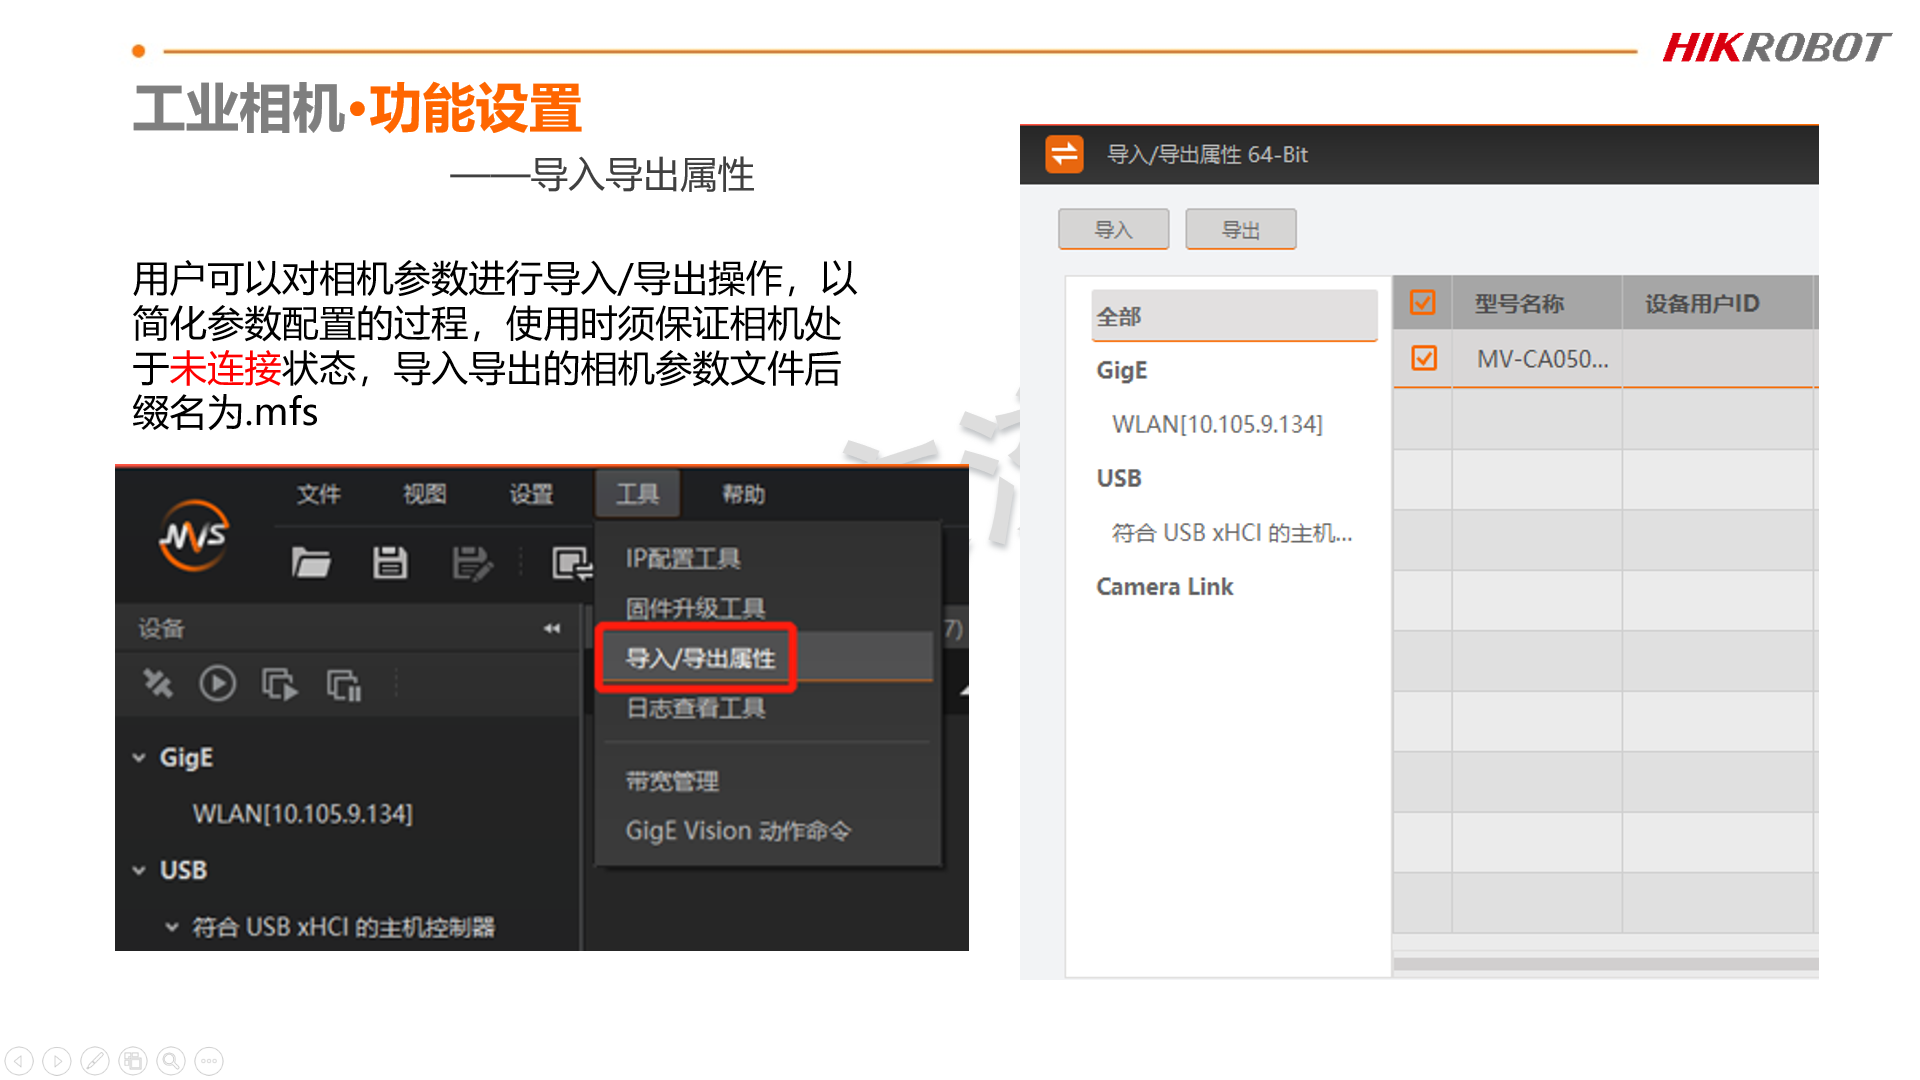 HIKROBOT
工业相机•功能设置
——导入导出属性
用户可以对相机参数进行导入/导出操作，以
简化参数配置的过程，使用时须保证相机处
于未连接状态，导入导出的相机参数文件后
缀名为.mfs
MVS
文件 视图 设置 工具 帮助
IP配置工具
固件升级工具
设备
7)
导入/导出属性
日志查看工具
GigE
带宽管理
WLAN[10.105.9.134]
GigE Vision 动作命令
USB
符合 USB xHCI 的主机控制器
导入/导出属性 64-Bit
导入 导出
全部
型号名称 设备用户ID
MV-CA050...
GigE
WLAN[10.105.9.134]
USB
符合 USB xHCI 的主机...
Camera Link